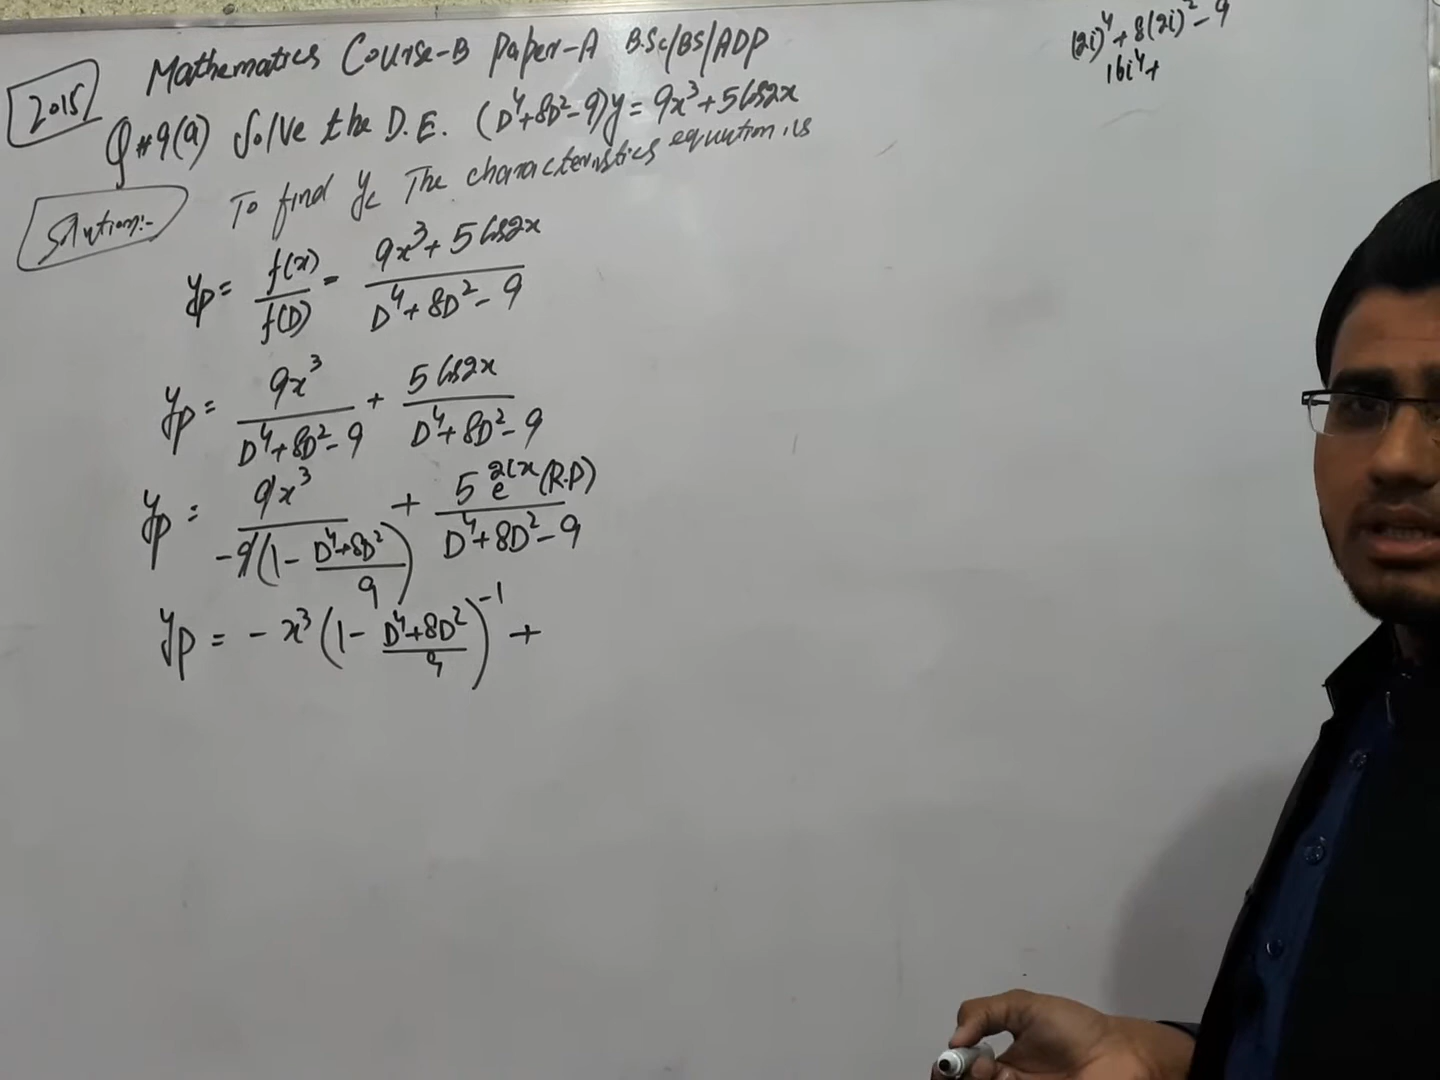 2015 Mathematics Course-B Paper-A B.Sc/BS/ADP
Q#9(a) Solve the D.E. (D⁴+8D²-9)y = 9x³+5Cos2x
Solution:- To find yc The characteristics equation is
yp = f(x)/f(D) = (9x³+5Cos2x)/(D⁴+8D²-9)
yp = 9x³/(D⁴+8D²-9) + 5Cos2x/(D⁴+8D²-9)
yp = 9x³/(-9(1-(D⁴+8D²)/9)) + 5e^(2ix)(R.P)/(D⁴+8D²-9)
yp = -x³(1-(D⁴+8D²)/9)⁻¹ +
(2i)⁴+8(2i)²-9
16i⁴+